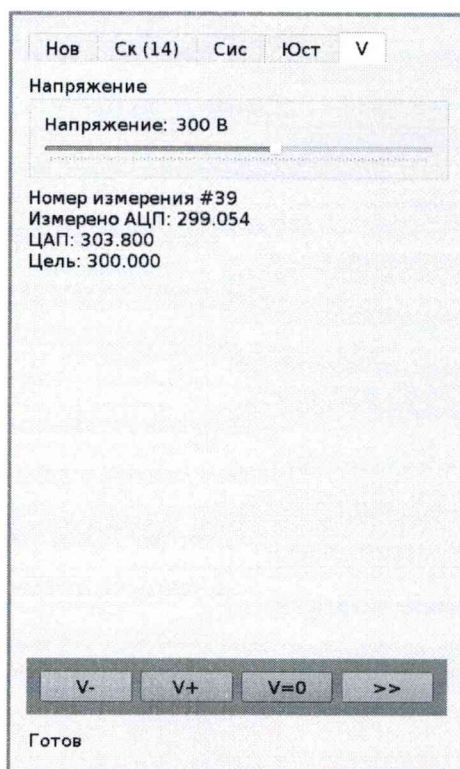 Нов Ск (14) Сис Юст V
Напряжение
Напряжение: 300 В
Номер измерения #39
Измерено АЦП: 299.054
ЦАП: 303.800
Цель: 300.000
V- V+ V=0 >>
Готов